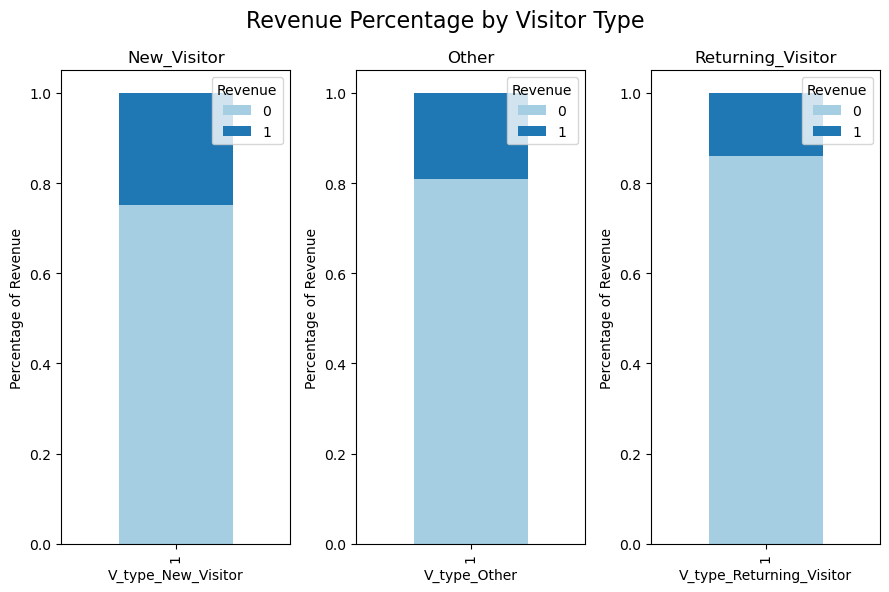 Revenue Percentage by Visitor Type
New_Visitor
Revenue
0
1
1.0
0.8
0.6
0.4
0.2
0.0
Percentage of Revenue
1
V_type_New_Visitor
Other
Revenue
0
1
1.0
0.8
0.6
0.4
0.2
0.0
Percentage of Revenue
1
V_type_Other
Returning_Visitor
Revenue
0
1
1.0
0.8
0.6
0.4
0.2
0.0
Percentage of Revenue
1
V_type_Returning_Visitor